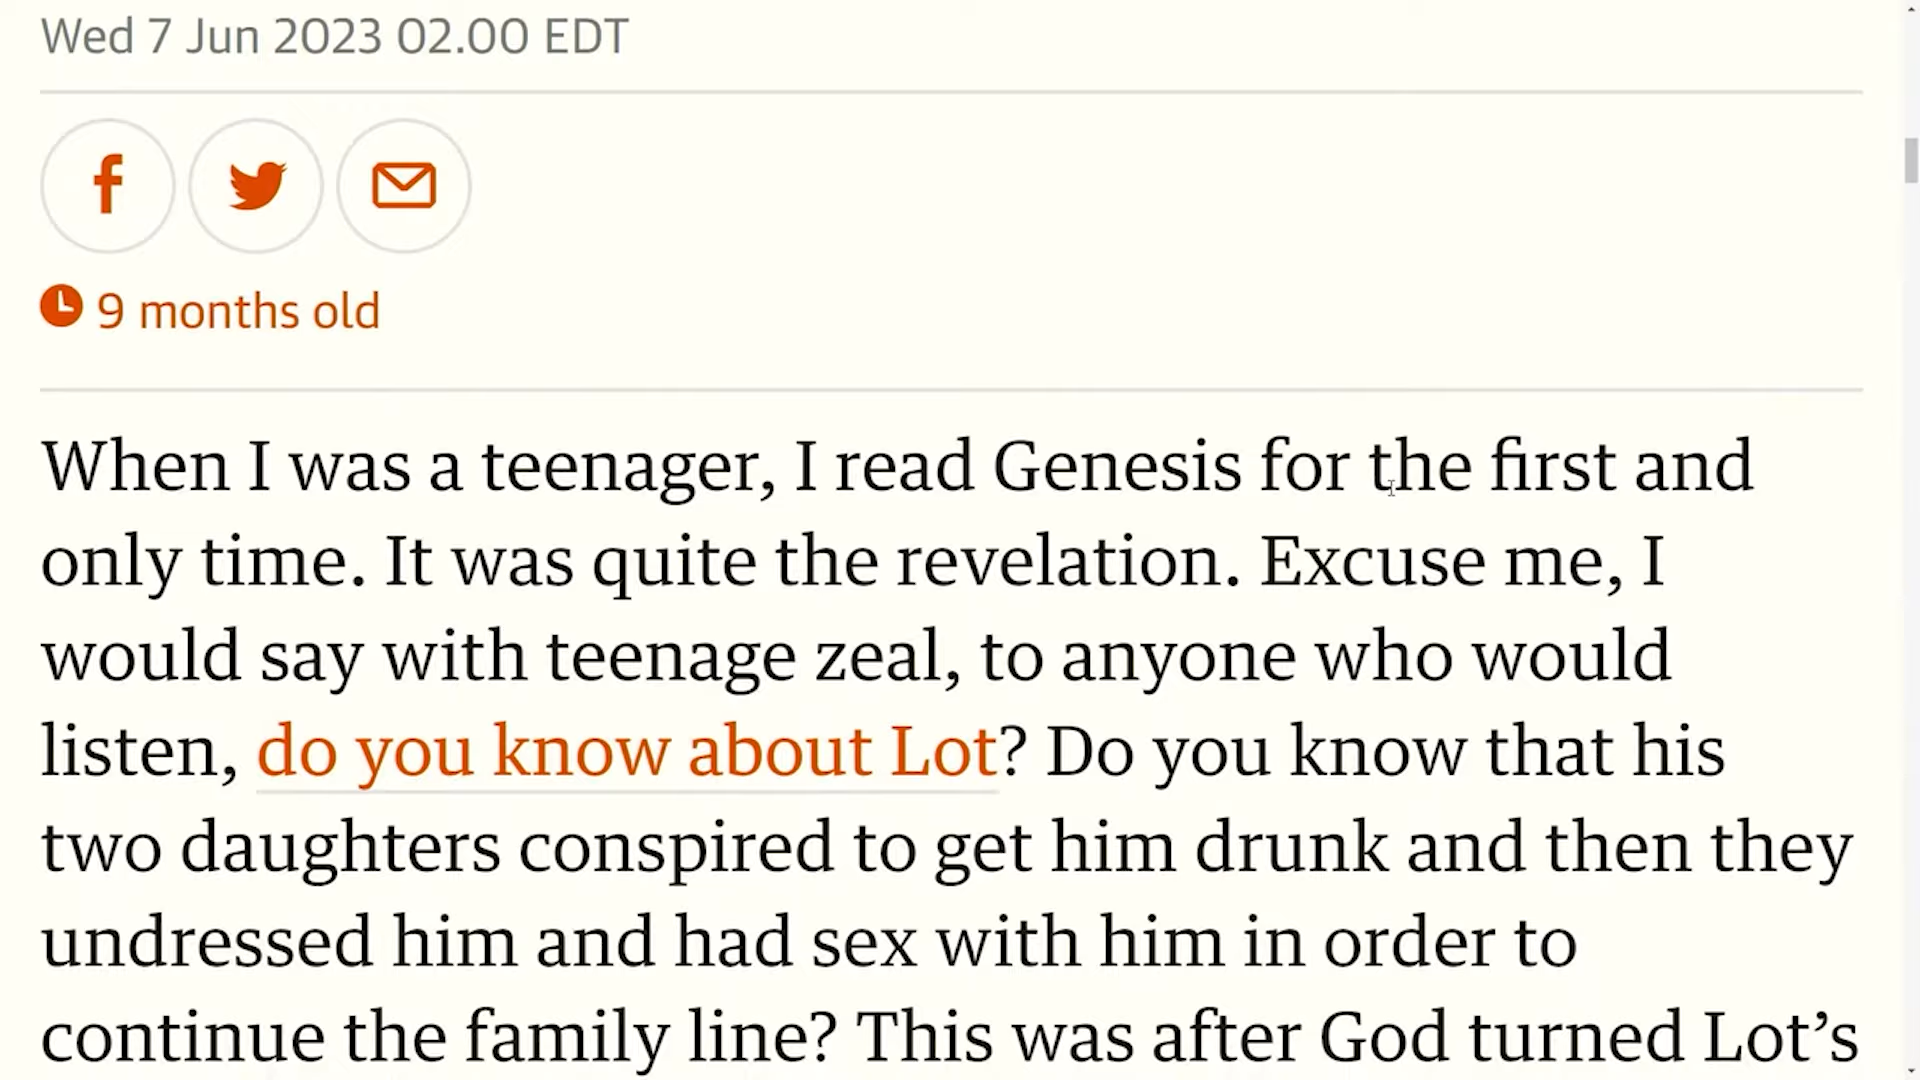 Wed 7 Jun 2023 02.00 EDT
9 months old
When I was a teenager, I read Genesis for the first and
only time. It was quite the revelation. Excuse me, I
would say with teenage zeal, to anyone who would
listen, do you know about Lot? Do you know that his
two daughters conspired to get him drunk and then they
undressed him and had sex with him in order to
continue the family line? This was after God turned Lot’s